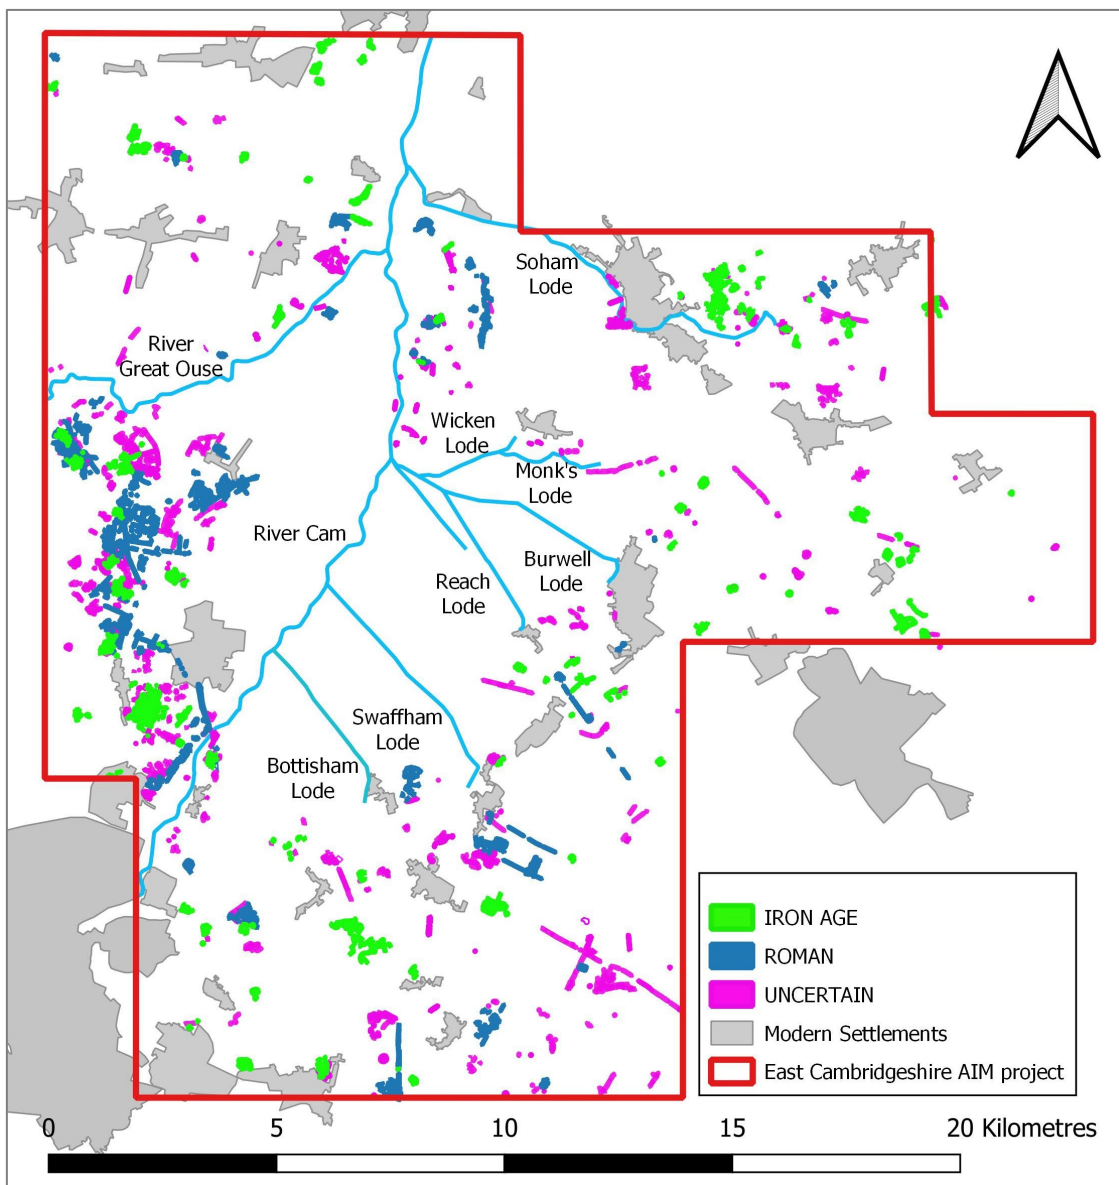 Soham
Lode
River
Great Ouse
Wicken
Lode
Monk's
Lode
River Cam
Burwell
Lode
Reach
Lode
Swaffham
Lode
Bottisham
Lode
IRON AGE
ROMAN
UNCERTAIN
Modern Settlements
East Cambridgeshire AIM project
0 5 10 15 20 Kilometres